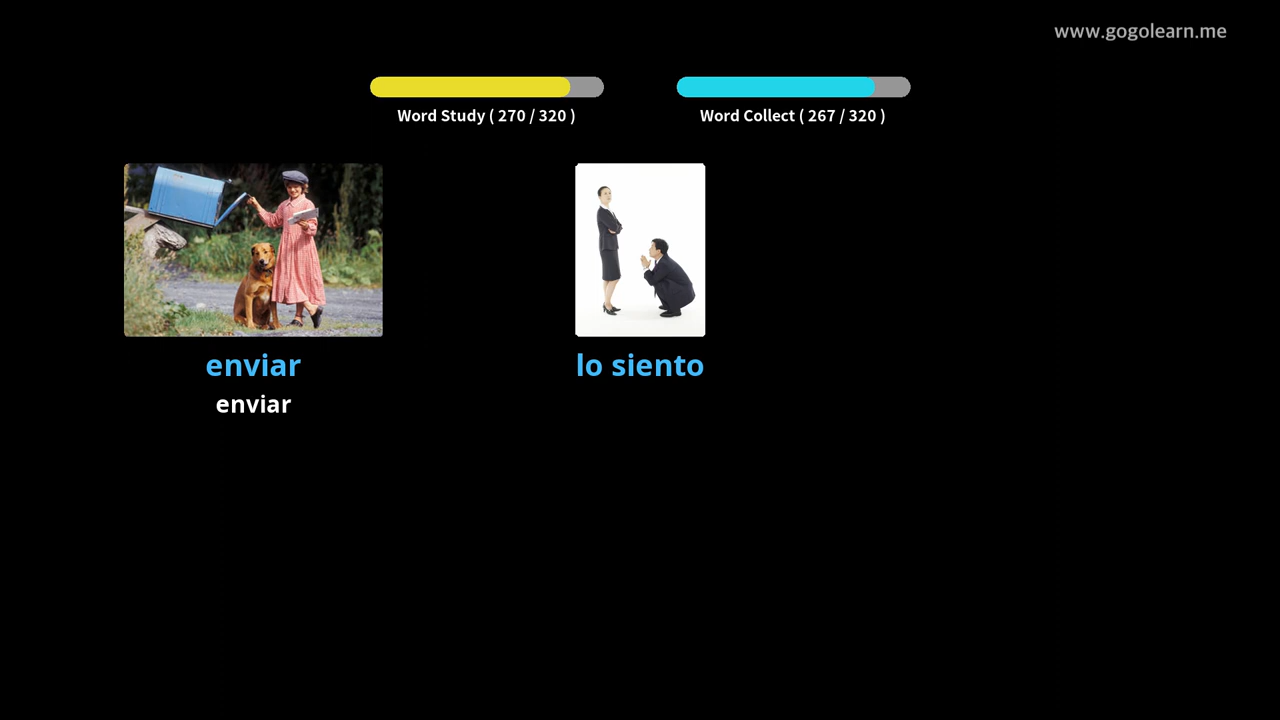 www.gogolearn.me
Word Study ( 270 / 320 )
Word Collect ( 267 / 320 )
enviar
enviar
lo siento